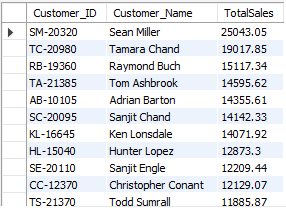 Customer_ID Customer_Name TotalSales
SM-20320 Sean Miller 25043.05
TC-20980 Tamara Chand 19017.85
RB-19360 Raymond Buch 15117.34
TA-21385 Tom Ashbrook 14595.62
AB-10105 Adrian Barton 14355.61
SC-20095 Sanjit Chand 14142.33
KL-16645 Ken Lonsdale 14071.92
HL-15040 Hunter Lopez 12873.3
SE-20110 Sanjit Engle 12209.44
CC-12370 Christopher Conant 12129.07
TS-21370 Todd Sumrall 11885.87